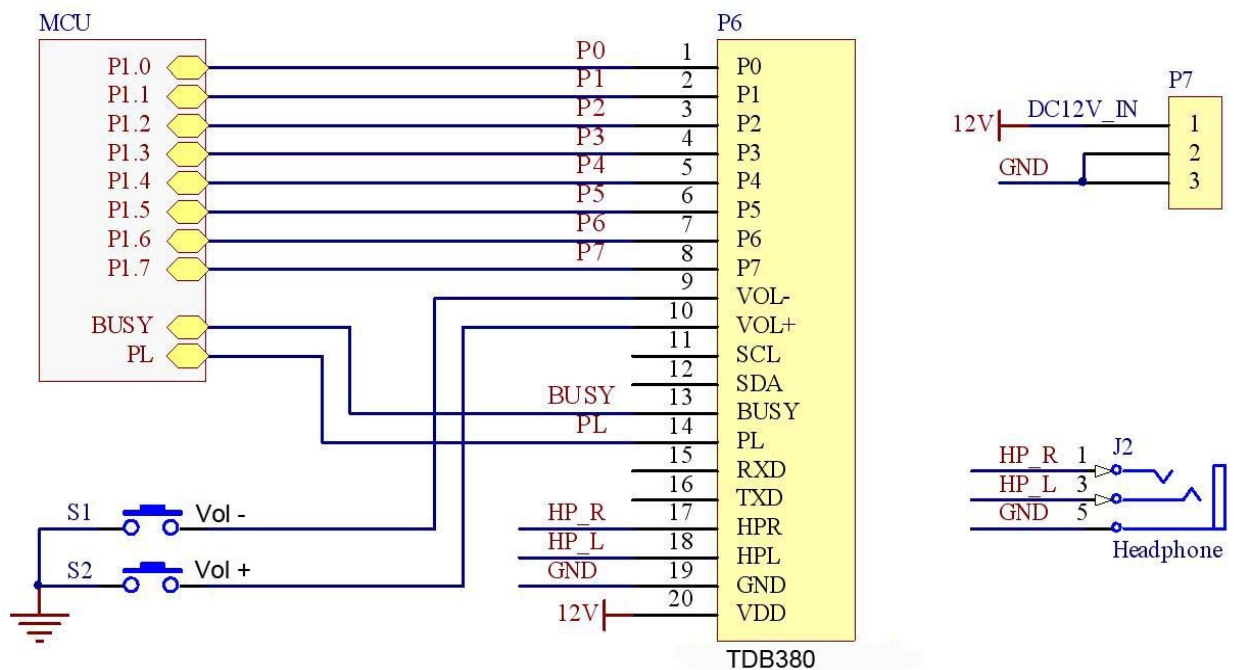 MCU
P1.0
P1.1
P1.2
P1.3
P1.4
P1.5
P1.6
P1.7
BUSY
PL
P0
P1
P2
P3
P4
P5
P6
P7
BUSY
PL
HP_R
HP_L
GND
12V
S1 Vol -
S2 Vol +
P6
1 P0
2 P1
3 P2
4 P3
5 P4
6 P5
7 P6
8 P7
9 VOL-
10 VOL+
11 SCL
12 SDA
13 BUSY
14 PL
15 RXD
16 TXD
17 HPR
18 HPL
19 GND
20 VDD
TDB380
P7
12V DC12V_IN 1
2
GND 3
J2
HP_R 1
HP_L 3
GND 5
Headphone